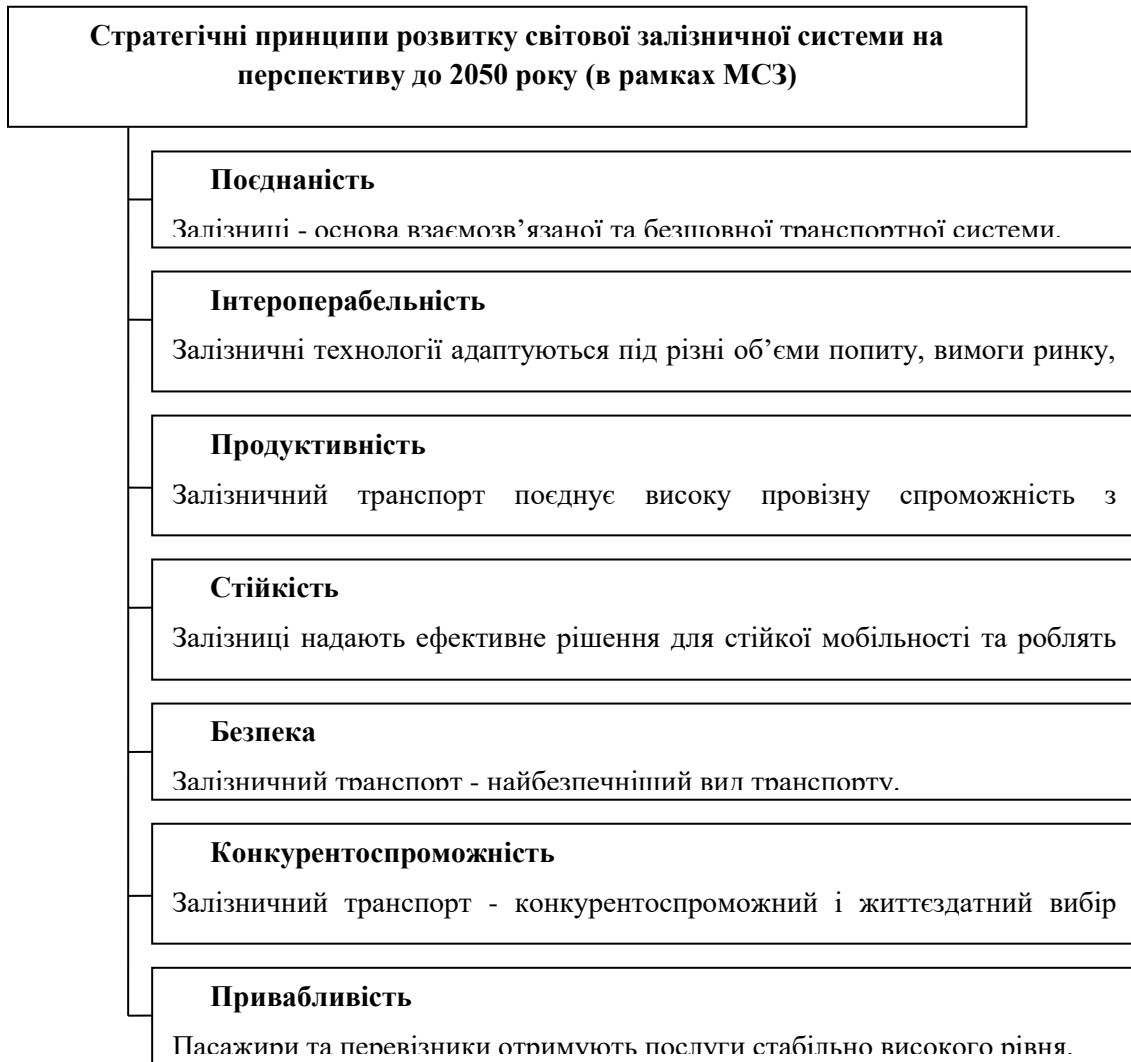 Стратегічні принципи розвитку світової залізничної системи на
перспективу до 2050 року (в рамках МСЗ)
Поєднаність
Залізниці - основа взаємозв’язаної та безшовної транспортної системи.
Інтероперабельність
Залізничні технології адаптуються під різні об’єми попиту, вимоги ринку,
Продуктивність
Залізничний транспорт поєднує високу провізну спроможність з
Стійкість
Залізниці надають ефективне рішення для стійкої мобільності та роблять
Безпека
Залізничний транспорт - найбезпечніший вид транспорту.
Конкурентоспроможність
Залізничний транспорт - конкурентоспроможний і життєздатний вибір
Привабливість
Пасажири та перевізники отримують послуги стабільно високого рівня.